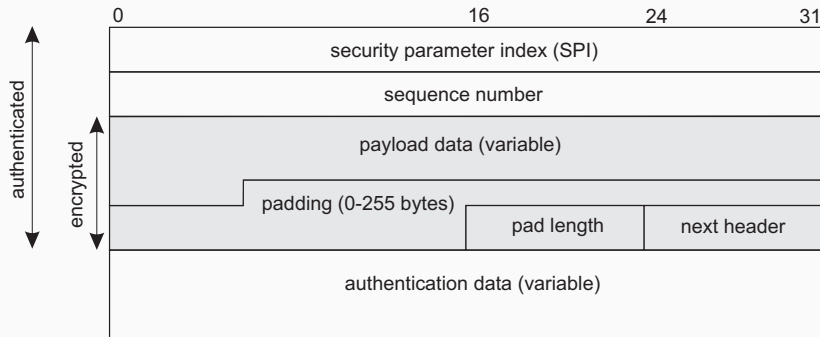 0 16 24 31
security parameter index (SPI)
sequence number
payload data (variable)
padding (0-255 bytes)
pad length next header
authentication data (variable)
authenticated
encrypted